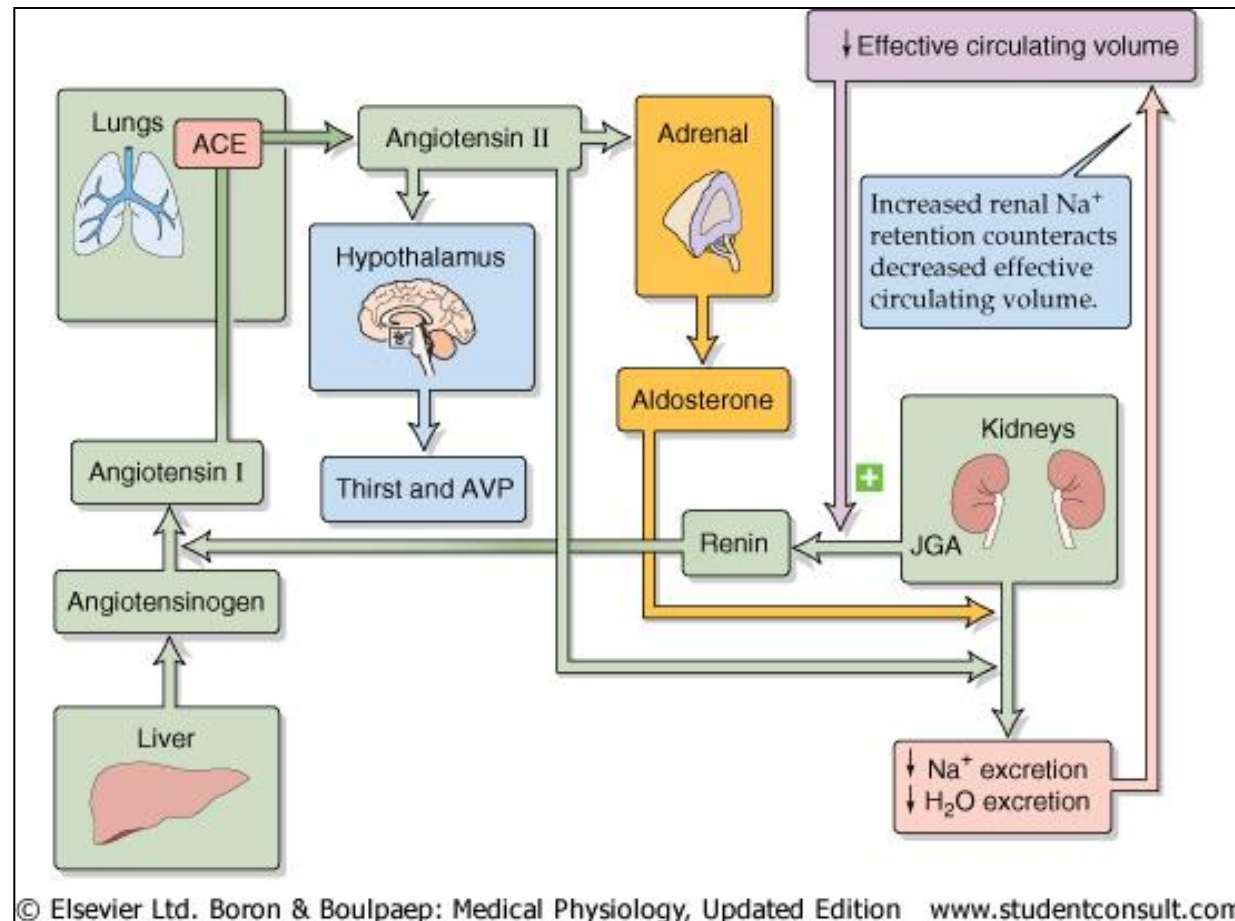 ↓ Effective circulating volume
Lungs
ACE
Angiotensin II
Adrenal
Increased renal Na⁺
retention counteracts
decreased effective
circulating volume.
Hypothalamus
Aldosterone
Kidneys
Angiotensin I
Thirst and AVP
+
Renin
JGA
Angiotensinogen
Liver
↓ Na⁺ excretion
↓ H₂O excretion
© Elsevier Ltd. Boron & Boulpaep: Medical Physiology, Updated Edition www.studentconsult.com